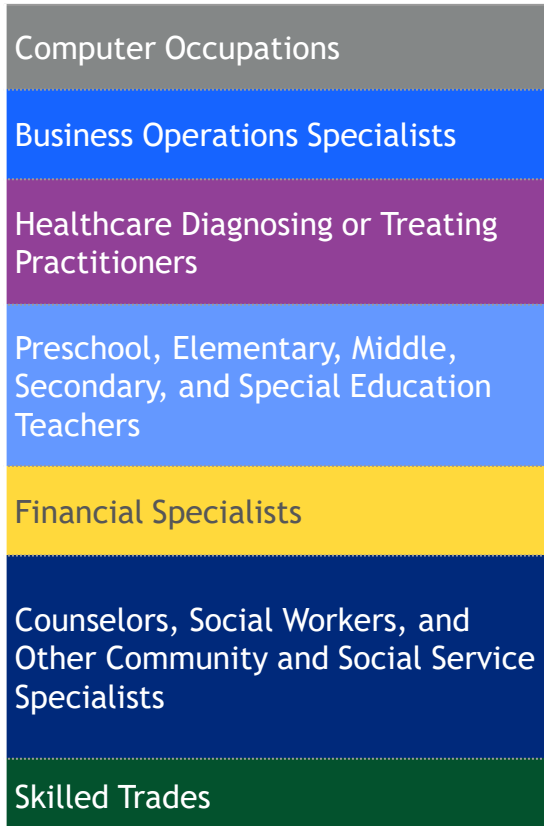 Computer Occupations
Business Operations Specialists
Healthcare Diagnosing or Treating
Practitioners
Preschool, Elementary, Middle,
Secondary, and Special Education
Teachers
Financial Specialists
Counselors, Social Workers, and
Other Community and Social Service
Specialists
Skilled Trades